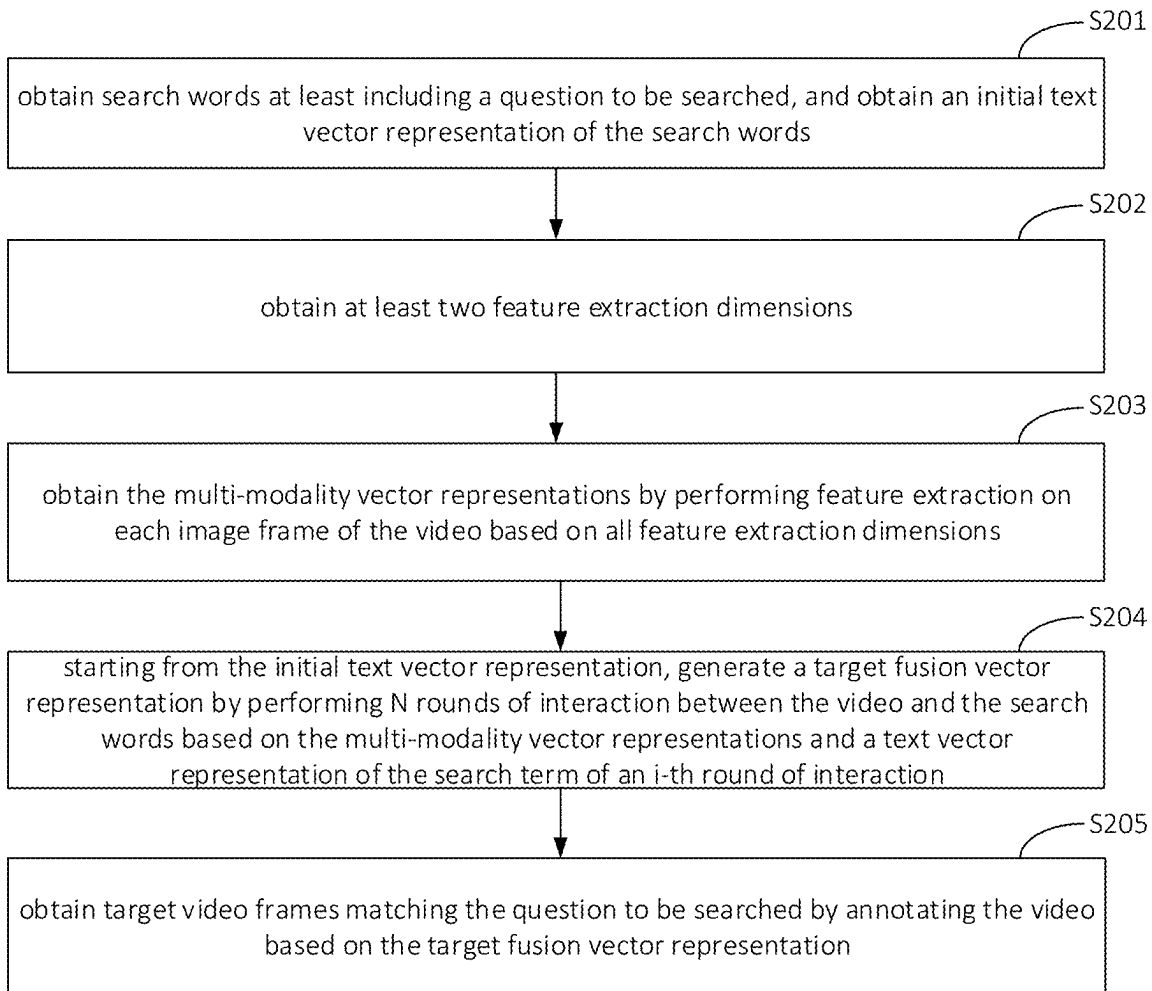 S201
obtain search words at least including a question to be searched, and obtain an initial text
vector representation of the search words
S202
obtain at least two feature extraction dimensions
S203
obtain the multi-modality vector representations by performing feature extraction on
each image frame of the video based on all feature extraction dimensions
S204
starting from the initial text vector representation, generate a target fusion vector
representation by performing N rounds of interaction between the video and the search
words based on the multi-modality vector representations and a text vector
representation of the search term of an i-th round of interaction
S205
obtain target video frames matching the question to be searched by annotating the video
based on the target fusion vector representation